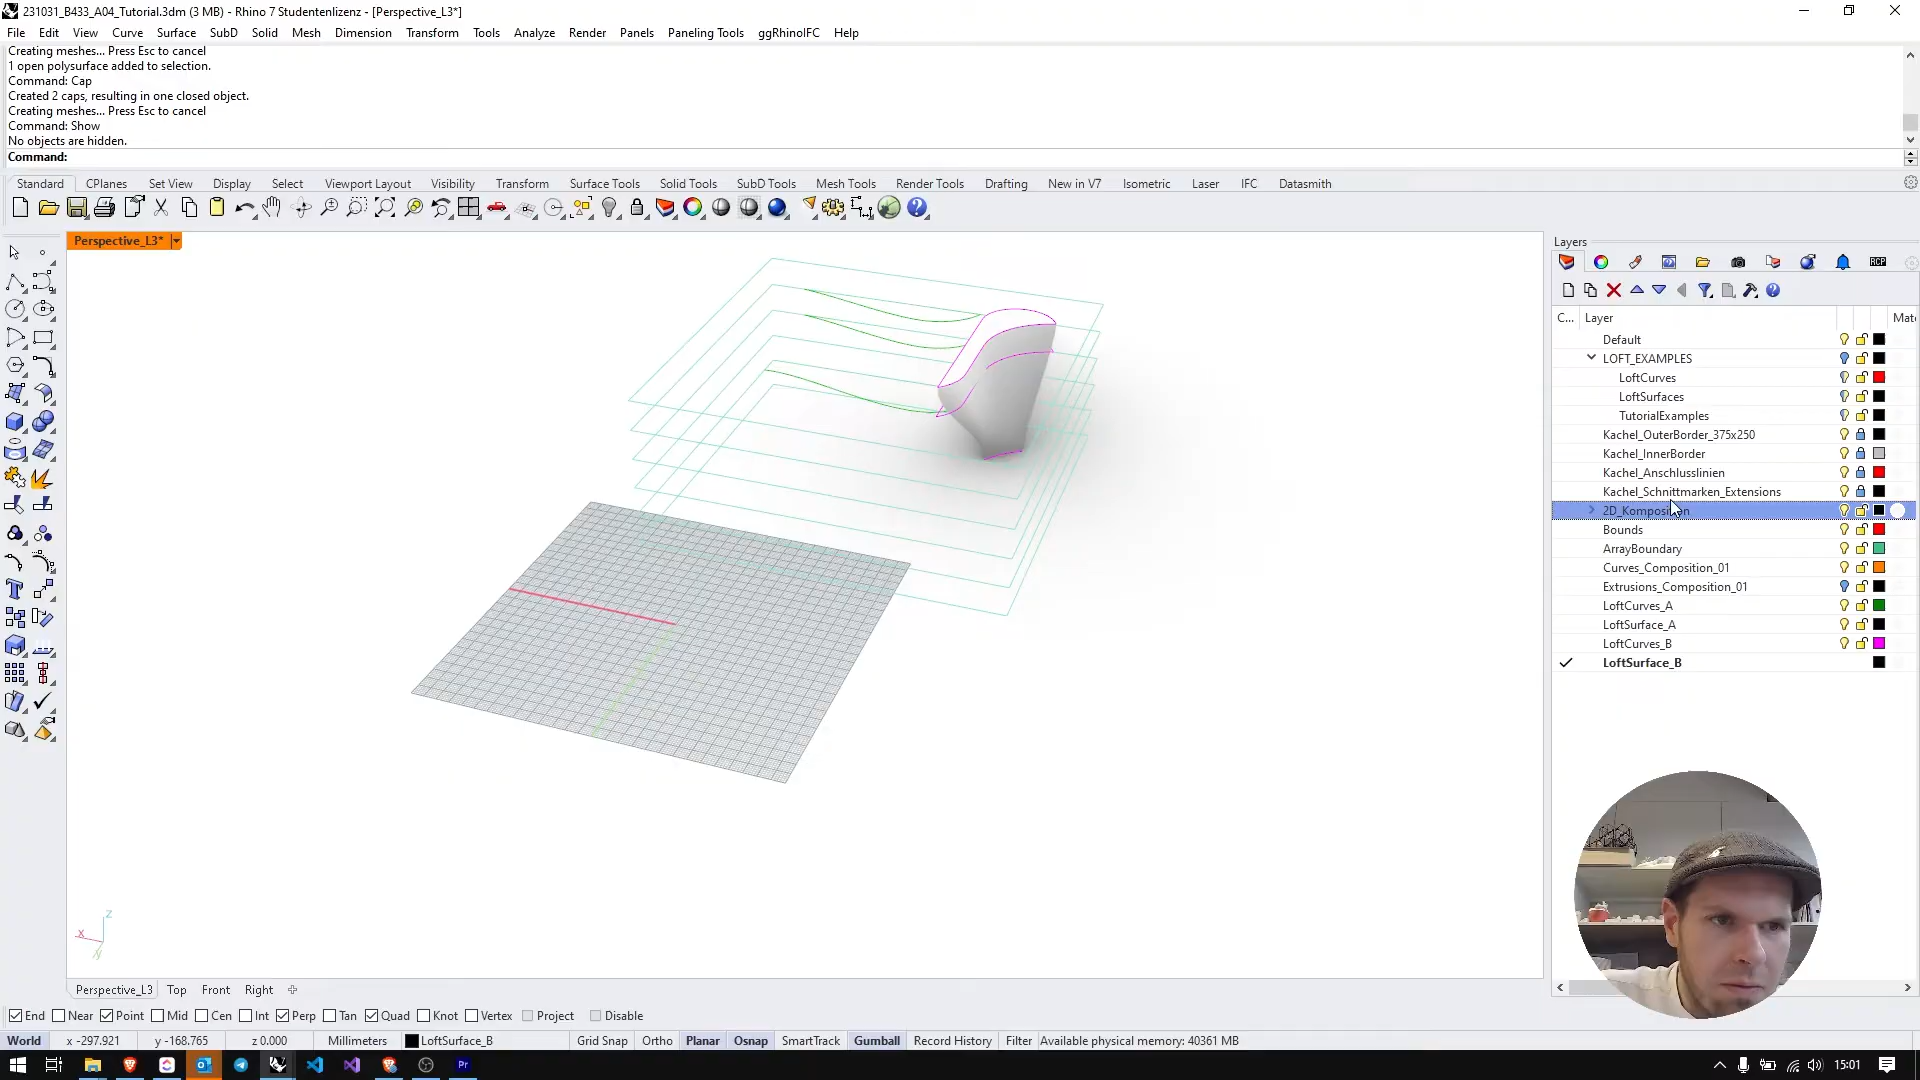 231031_B433_A04_Tutorial.3dm (3 MB) - Rhino 7 Studentenlizenz - [Perspective_L3*]
File Edit View Curve Surface SubD Solid Mesh Dimension Transform Tools Analyze Render Panels Paneling Tools ggRhinoIFC Help
Creating meshes... Press Esc to cancel
1 open polysurface added to selection.
Command: Cap
Created 2 caps, resulting in one closed object.
Creating meshes... Press Esc to cancel
Command: Show
No objects are hidden.
Command:
Standard CPlanes Set View Display Select Viewport Layout Visibility Transform Surface Tools Solid Tools SubD Tools Mesh Tools Render Tools Drafting New in V7 Isometric Laser IFC Datasmith
Perspective_L3*
Layers
RCP
C... Layer Mate
Default
LOFT_EXAMPLES
LoftCurves
LoftSurfaces
TutorialExamples
Kachel_OuterBorder_375x250
Kachel_InnerBorder
Kachel_Anschlusslinien
Kachel_Schnittmarken_Extensions
2D_Komposition
Bounds
ArrayBoundary
Curves_Composition_01
Extrusions_Composition_01
LoftCurves_A
LoftSurface_A
LoftCurves_B
LoftSurface_B
z
x
y
Perspective_L3 Top Front Right
End Near Point Mid Cen Int Perp Tan Quad Knot Vertex Project Disable
World x -297.921 y -168.765 z 0.000 Millimeters LoftSurface_B Grid Snap Ortho Planar Osnap SmartTrack Gumball Record History Filter Available physical memory: 40361 MB
Pr 15:01